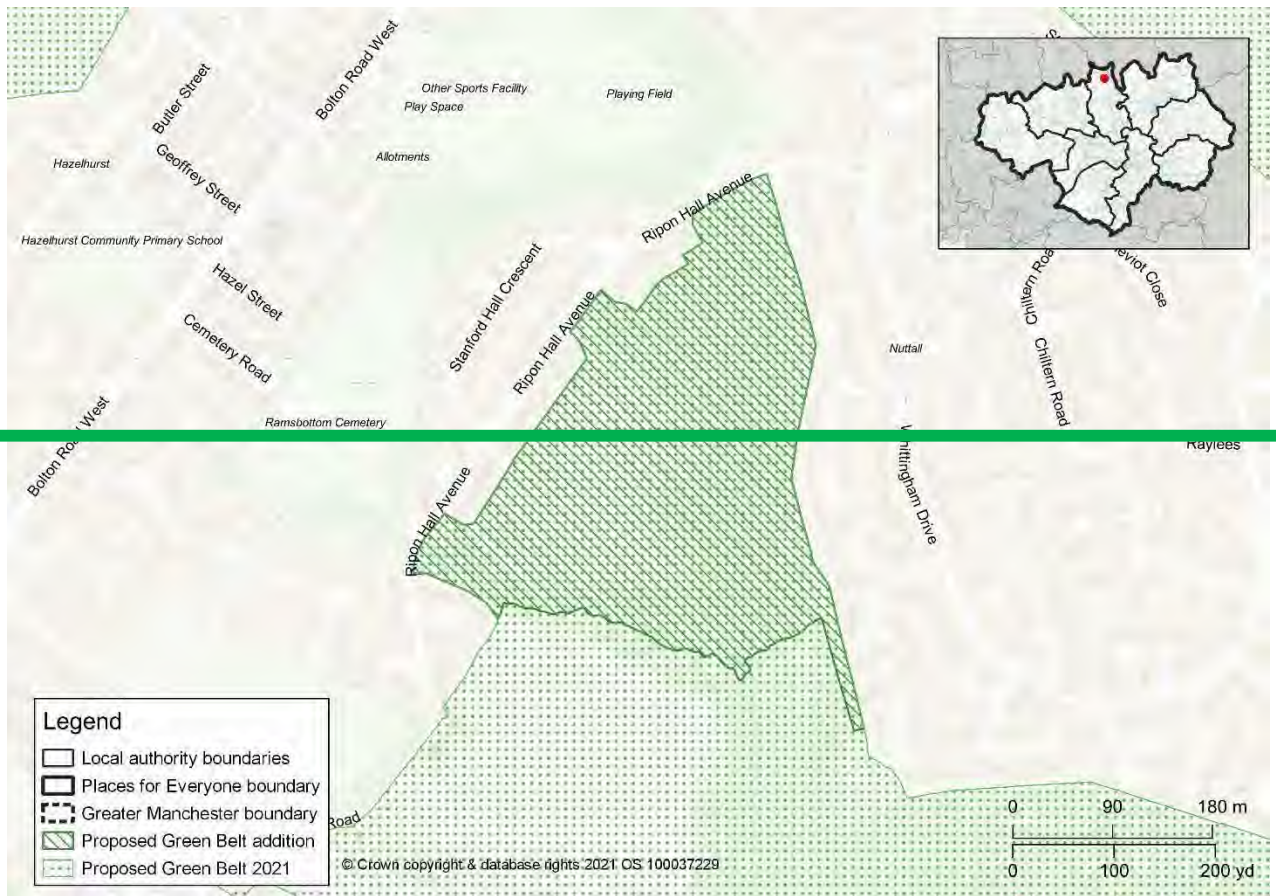 Bolton Road West
Butler Street
Other Sports Facility
Play Space
Playing Field
Allotments
Hazelhurst
Geoffrey Street
Ripon Hall Avenue
Hazelhurst Community Primary School
Stanford Hall Crescent
Hazel Street
Ripon Hall Avenue
Cemetery Road
Nuttall
Chiltern Road
Ramsbottom Cemetery
Bolton Road West
Whittingham Drive
Raylees
Ripon Hall Avenue
Legend
Local authority boundaries
Places for Everyone boundary
Greater Manchester boundary
Proposed Green Belt addition
Proposed Green Belt 2021
Road
© Crown copyright & database rights 2021 OS 100037229
0 90 180 m
0 100 200 yd